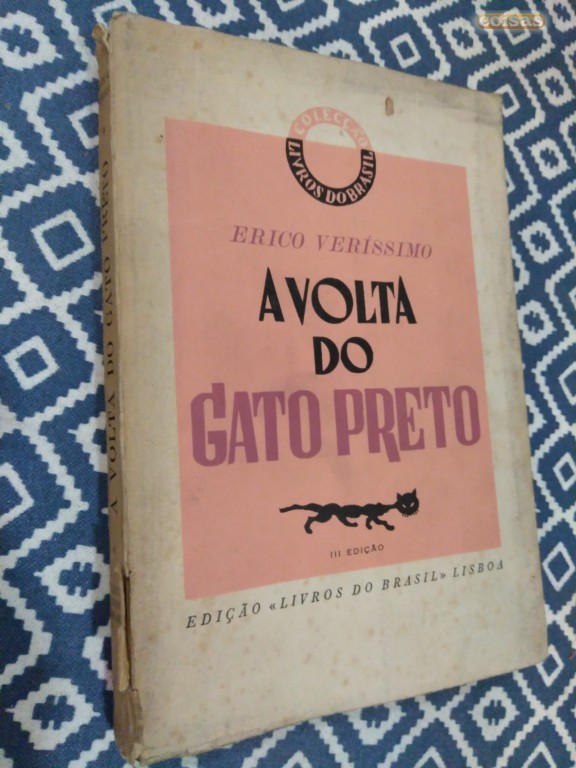 coisas
COLECÇÃO
LIVROS DO BRASIL
ERICO VERÍSSIMO
A VOLTA
DO
GATO PRETO
III EDIÇÃO
EDIÇÃO «LIVROS DO BRASIL» LISBOA
A VOLTA DO GATO PRETO